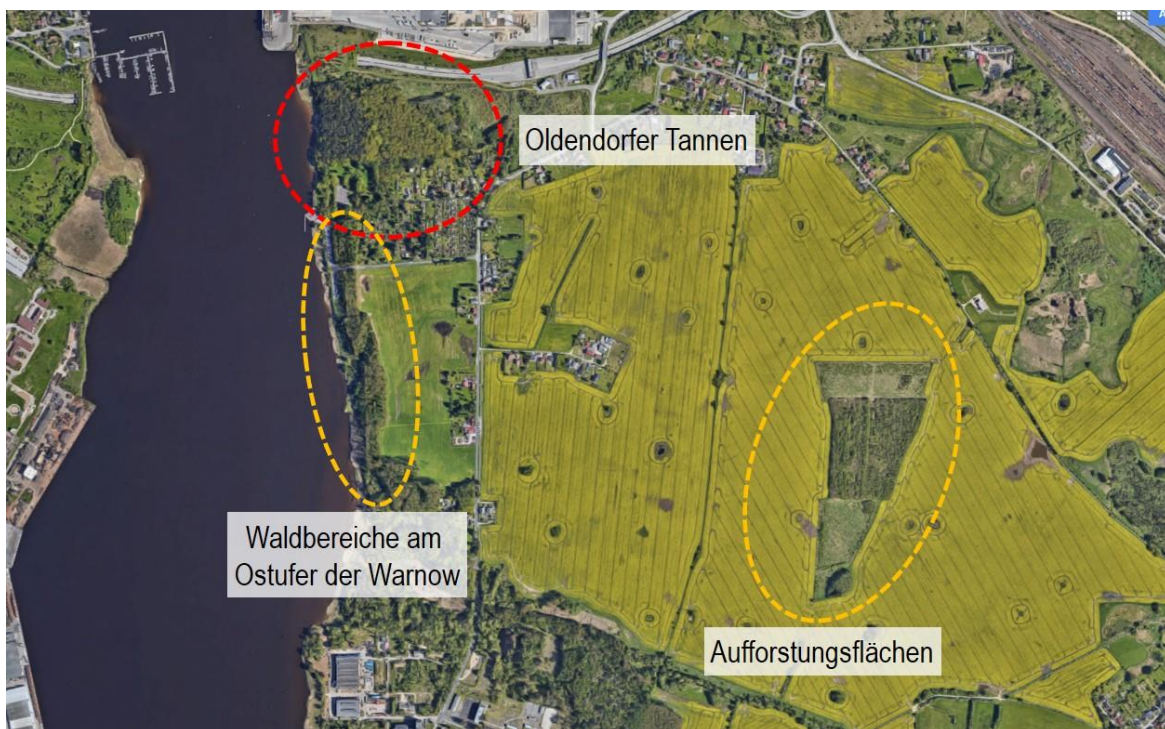 Oldendorfer Tannen
Waldbereiche am
Ostufer der Warnow
Aufforstungsflächen